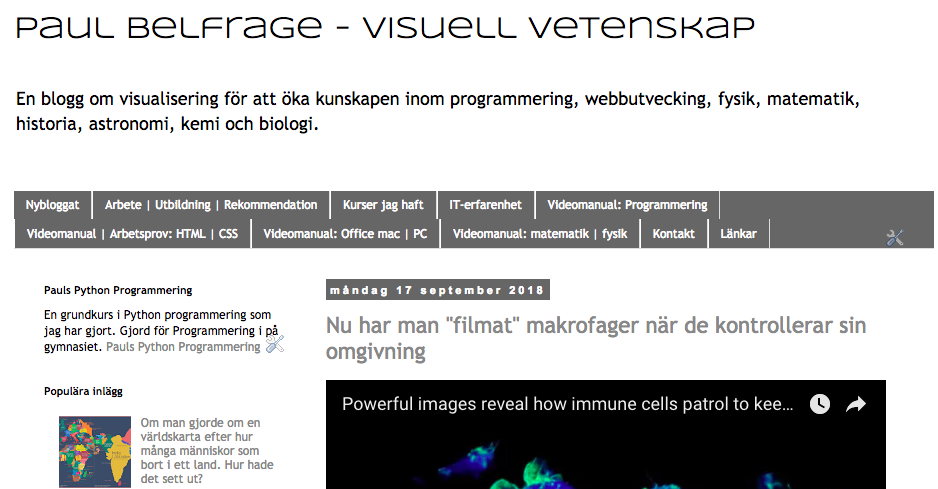 Paul Belfrage - Visuell Vetenskap
En blogg om visualisering för att öka kunskapen inom programmering, webbutvecking, fysik, matematik,
historia, astronomi, kemi och biologi.
Nybloggat Arbete | Utbildning | Rekommendation Kurser jag haft IT-erfarenhet Videomanual: Programmering
Videomanual | Arbetsprov: HTML | CSS Videomanual: Office mac | PC Videomanual: matematik | fysik Kontakt Länkar
Pauls Python Programmering
En grundkurs i Python programmering som
jag har gjort. Gjord för Programmering i på
gymnasiet. Pauls Python Programmering
Populära inlägg
Om man gjorde om en
världskarta efter hur
många människor som
bort i ett land. Hur hade
det sett ut?
måndag 17 september 2018
Nu har man "filmat" makrofager när de kontrollerar sin
omgivning
Powerful images reveal how immune cells patrol to kee...